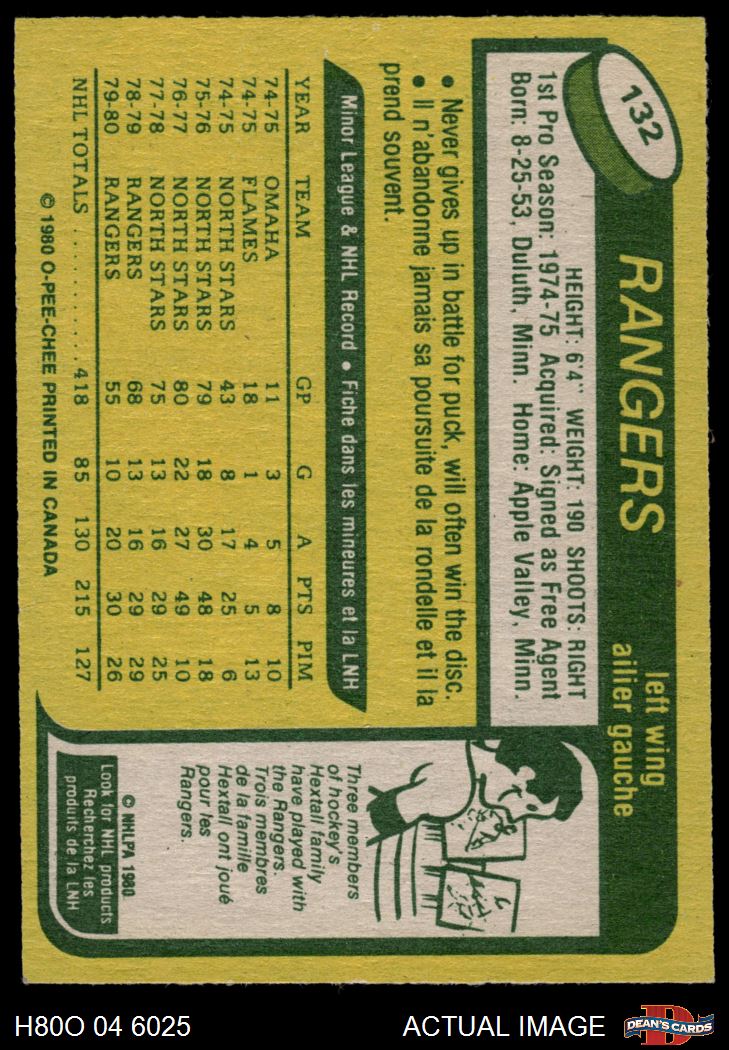 132
RANGERS
left wing
ailier gauche
HEIGHT: 6'4" WEIGHT: 190 SHOOTS: RIGHT
1st Pro Season: 1974-75 Acquired: Signed as Free Agent
Born: 8-25-53, Duluth, Minn. Home: Apple Valley, Minn.
● Never gives up in battle for puck, will often win the disc.
● Il n'abandonne jamais sa poursuite de la rondelle et il la
prend souvent.
Minor League & NHL Record ● Fiche dans les mineures et la LNH
YEAR TEAM GP G A PTS PIM
74-75 OMAHA 11 3 5 8 10
74-75 FLAMES 18 1 4 5 13
74-75 NORTH STARS 43 8 17 25 6
75-76 NORTH STARS 79 18 30 48 18
76-77 NORTH STARS 80 22 27 49 10
77-78 NORTH STARS 75 13 16 29 25
78-79 RANGERS 68 13 16 29 29
79-80 RANGERS 55 10 20 30 26
NHL TOTALS .......... 418 85 130 215 127
© 1980 O-PEE-CHEE PRINTED IN CANADA
Three members
of hockey's
Hextall family
have played with
the Rangers.
Trois membres
de la famille
Hextall ont joué
pour les
Rangers.
© NHLPA 1980
Look for NHL products
Recherchez les
produits de la LNH
H80O 04 6025
ACTUAL IMAGE
DEAN'S CARDS